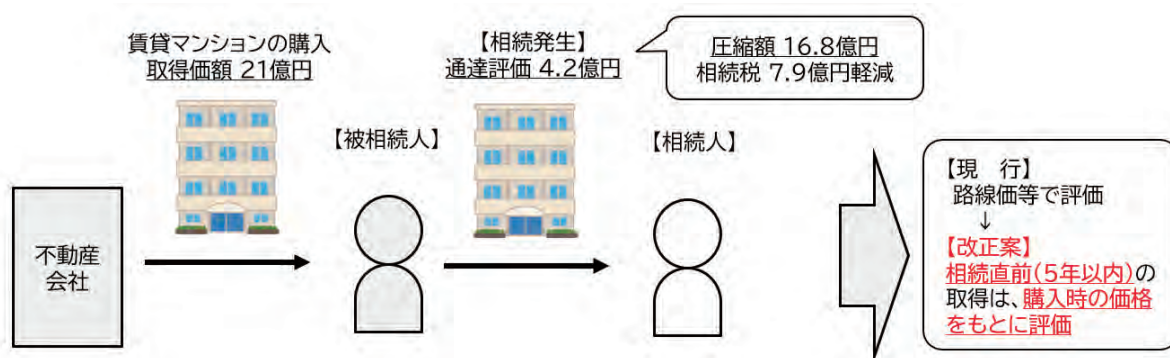 賃貸マンションの購入
取得価額 21億円
【相続発生】
通達評価 4.2億円
圧縮額 16.8億円
相続税 7.9億円軽減
【被相続人】
【相続人】
不動産
会社
【現　行】
路線価等で評価
↓
【改正案】
相続直前(5年以内)の
取得は、購入時の価格
をもとに評価